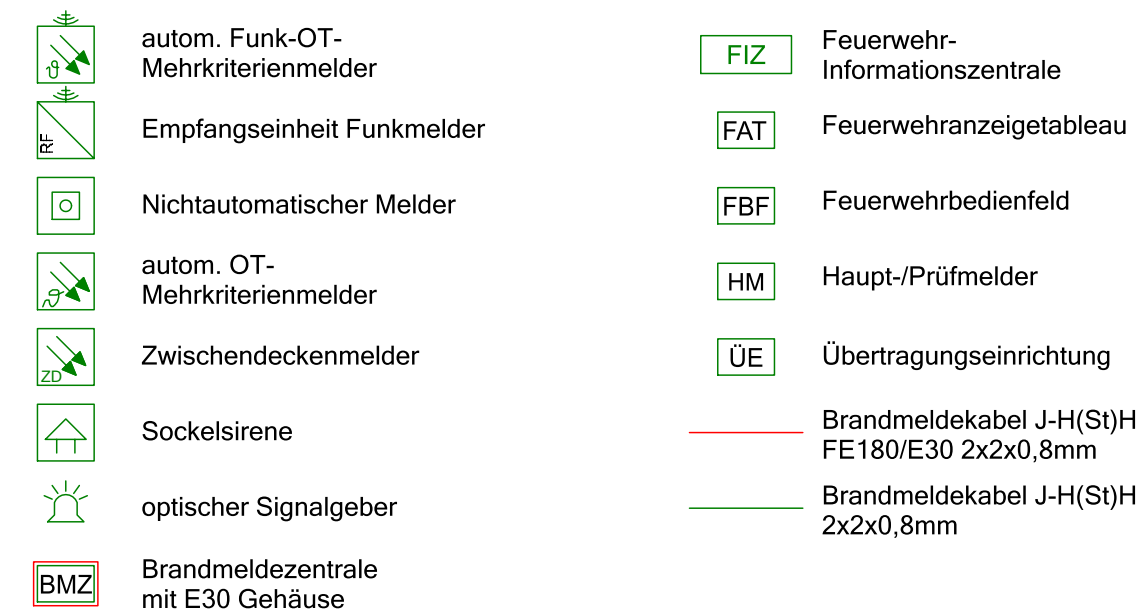 autom. Funk-OT-
Mehrkriterienmelder
RF
Empfangseinheit Funkmelder
Nichtautomatischer Melder
autom. OT-
Mehrkriterienmelder
ZD
Zwischendeckenmelder
Sockelsirene
optischer Signalgeber
BMZ
Brandmeldezentrale
mit E30 Gehäuse
FIZ
Feuerwehr-
Informationszentrale
FAT
Feuerwehranzeigetableau
FBF
Feuerwehrbedienfeld
HM
Haupt-/Prüfmelder
ÜE
Übertragungseinrichtung
Brandmeldekabel J-H(St)H
FE180/E30 2x2x0,8mm
Brandmeldekabel J-H(St)H
2x2x0,8mm